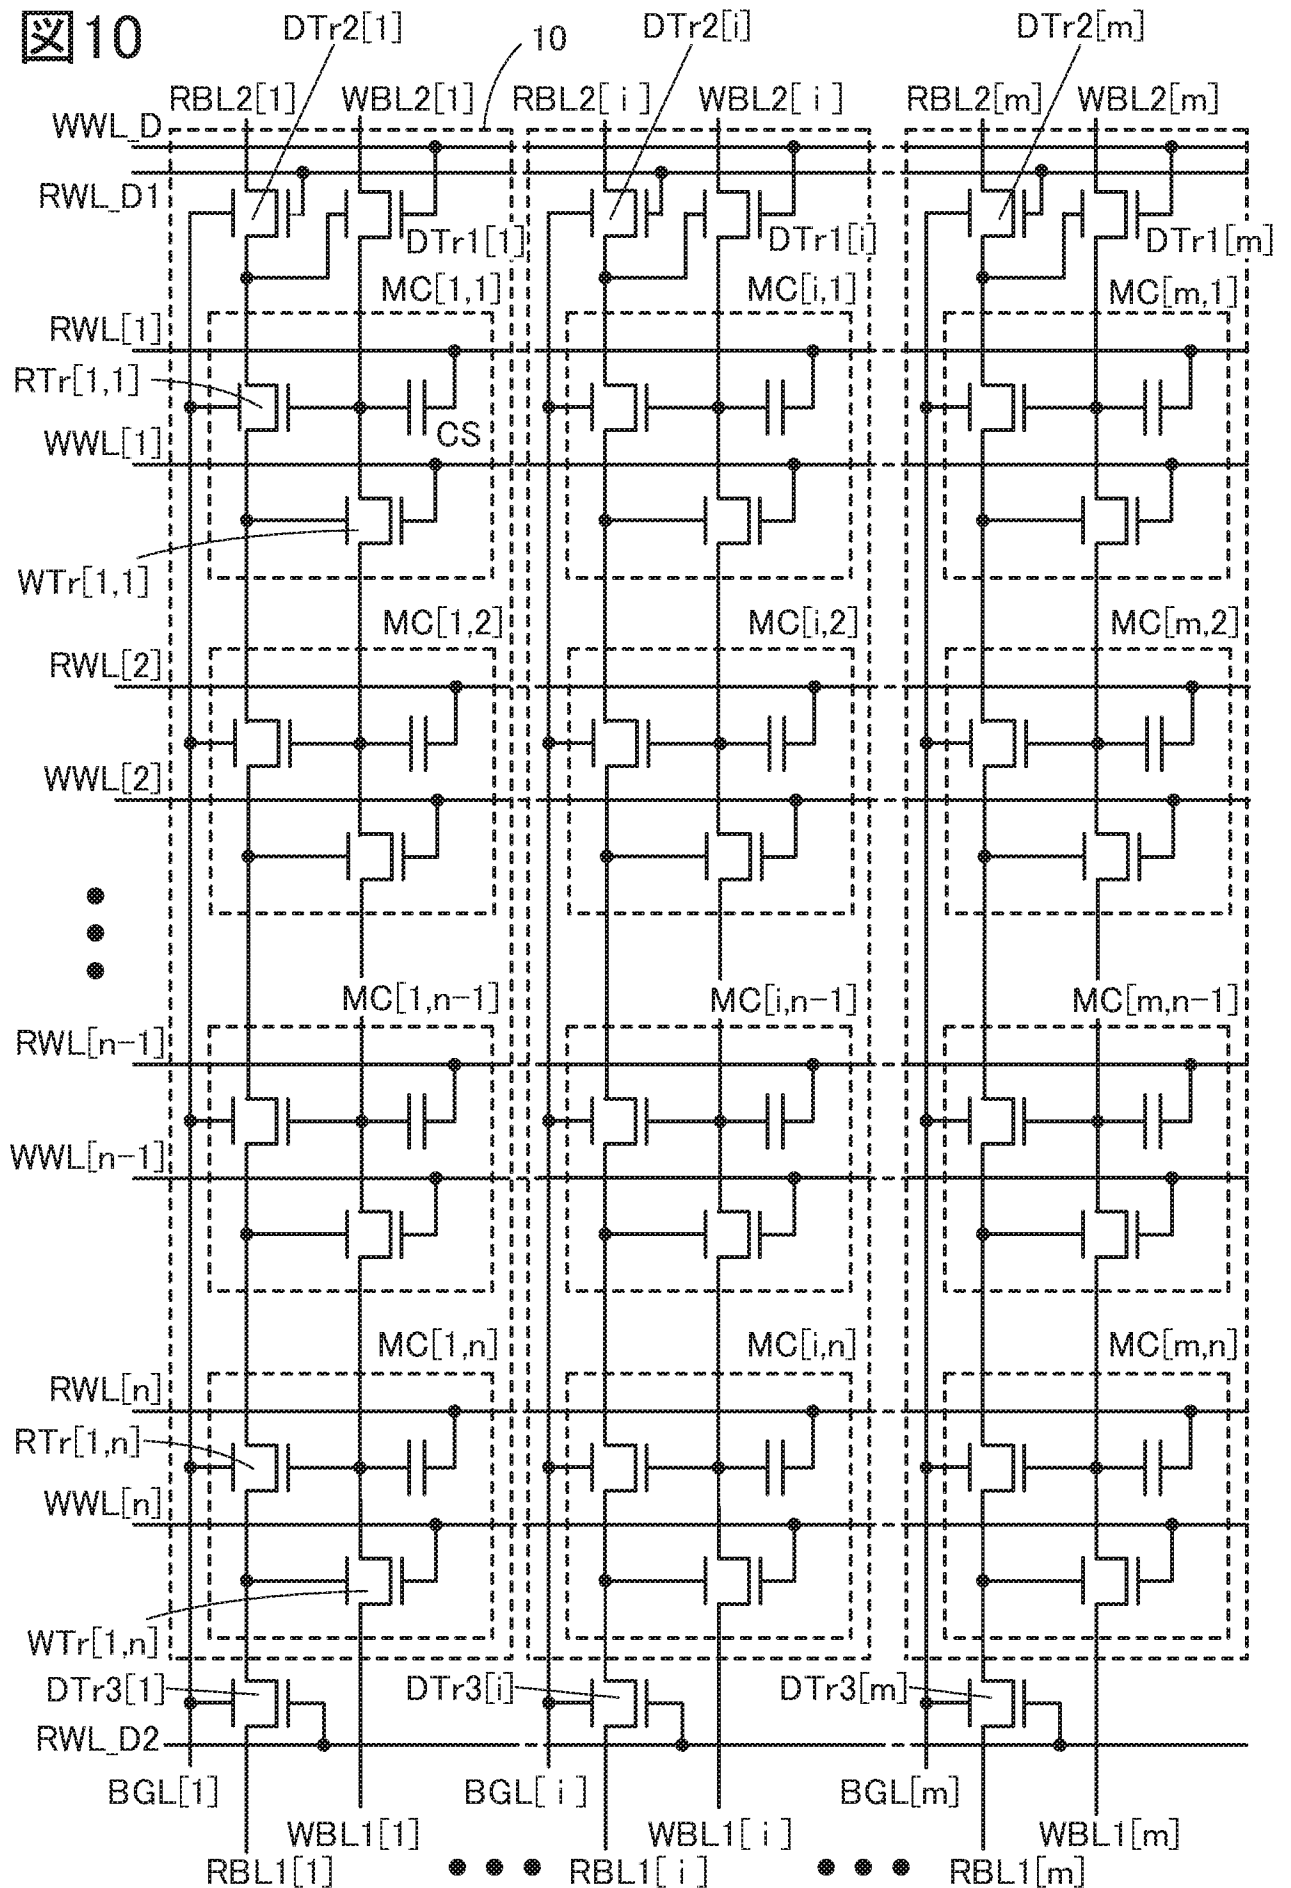 図10
DTr2[1]
10
DTr2[i]
DTr2[m]
RBL2[1]
WBL2[1]
RBL2[ i ]
WBL2[ i ]
RBL2[m]
WBL2[m]
WWL_D
RWL_D1
DTr1[1]
DTr1[i]
DTr1[m]
MC[1,1]
MC[i,1]
MC[m,1]
RWL[1]
RTr[1,1]
CS
WWL[1]
WTr[1,1]
MC[1,2]
MC[i,2]
MC[m,2]
RWL[2]
WWL[2]
MC[1,n-1]
MC[i,n-1]
MC[m,n-1]
RWL[n-1]
WWL[n-1]
MC[1,n]
MC[i,n]
MC[m,n]
RWL[n]
RTr[1,n]
WWL[n]
WTr[1,n]
DTr3[1]
DTr3[i]
DTr3[m]
RWL_D2
BGL[1]
BGL[ i ]
BGL[m]
WBL1[1]
WBL1[ i ]
WBL1[m]
RBL1[1]
RBL1[ i ]
RBL1[m]